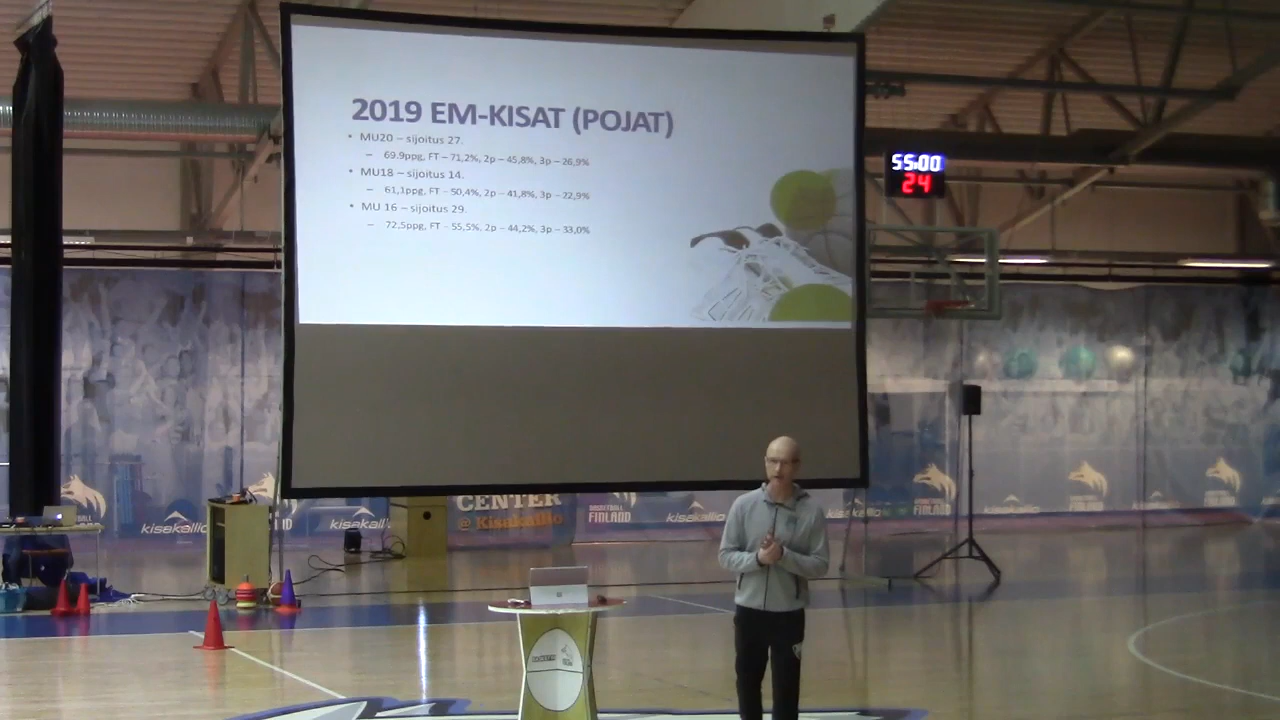 2019 EM-KISAT (POJAT)
• MU20 – sijoitus 27.
– 69.9ppg, FT – 71,2%, 2p – 45,8%, 3p – 26,9%
• MU18 – sijoitus 14.
– 61,1ppg, FT – 50,4%, 2p – 41,8%, 3p – 22,9%
• MU 16 – sijoitus 29.
– 72,5ppg, FT – 55,5%, 2p – 44,2%, 3p – 33,0%
55:00
24
CENTER
@ Kisakallio
kisakallio
kisakallio
BASKETBALL
FINLAND
kisakallio